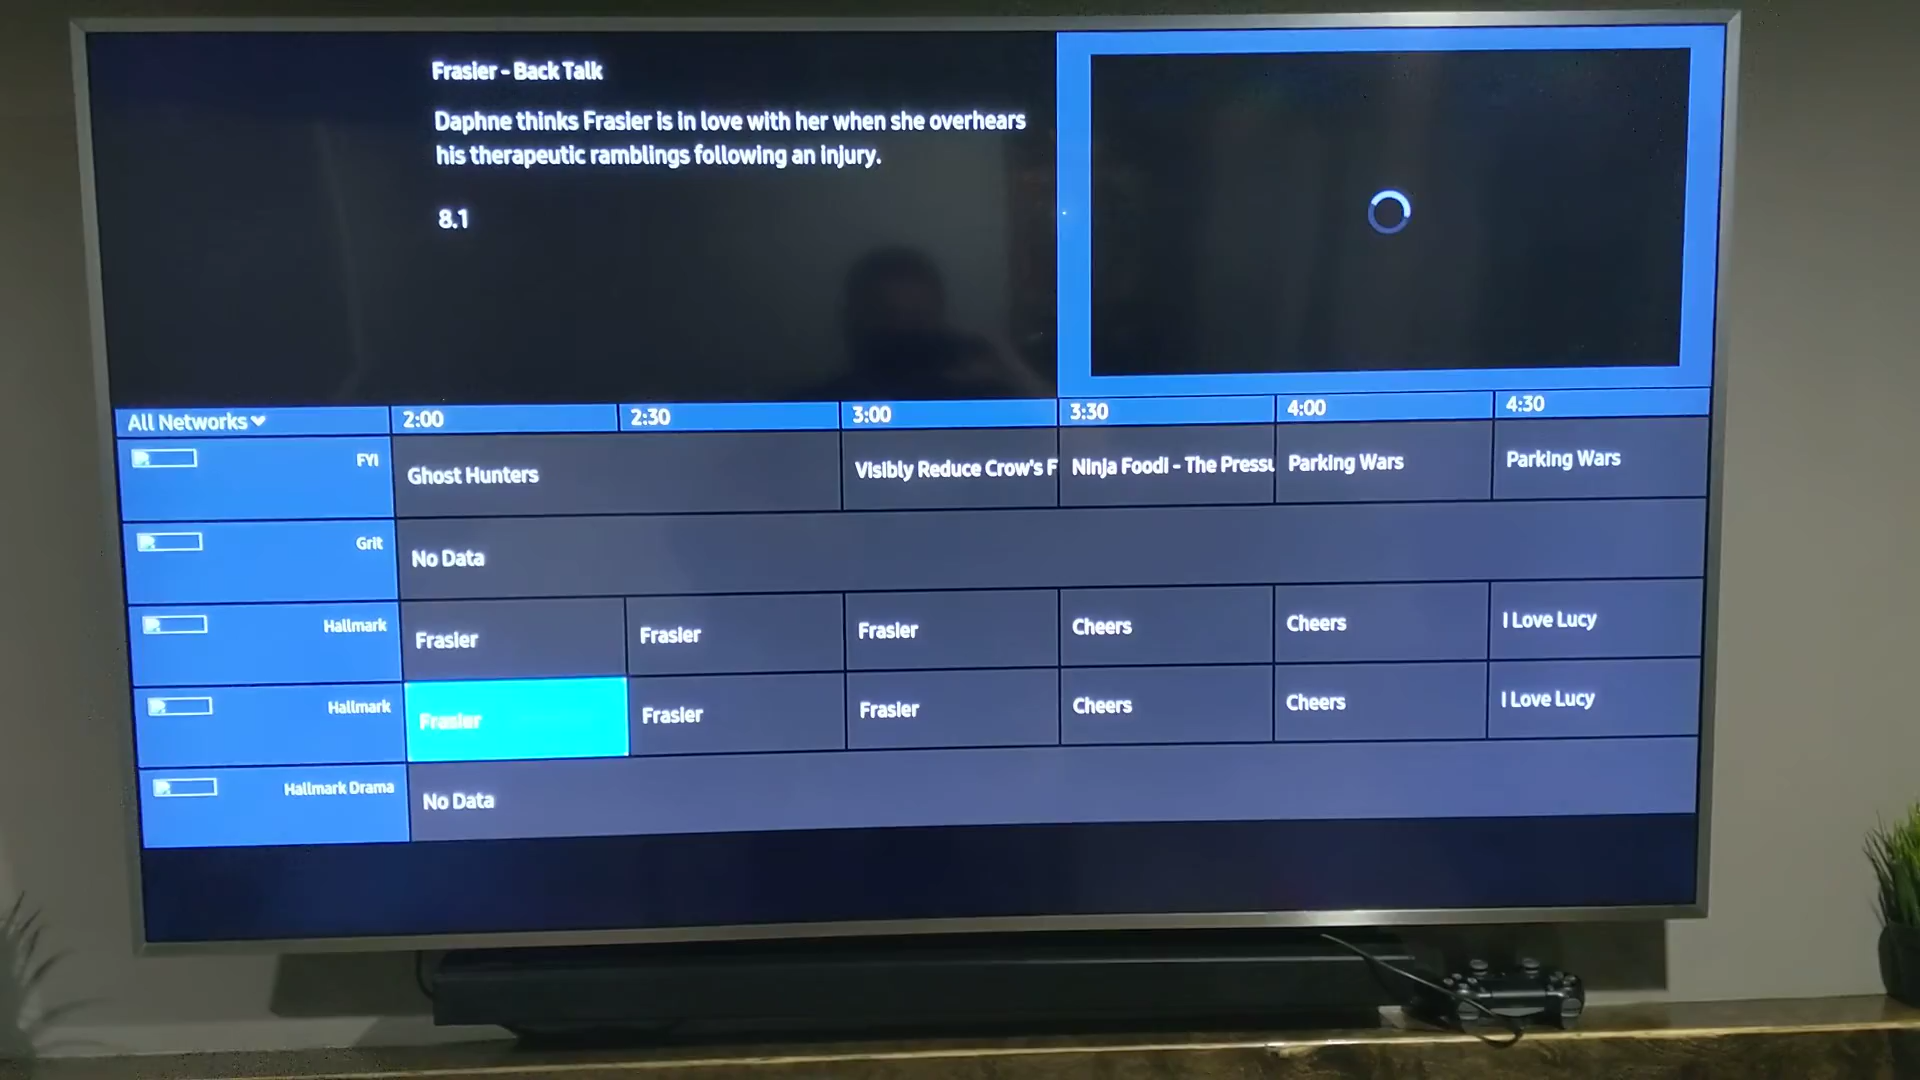 Frasier - Back Talk
Daphne thinks Frasier is in love with her when she overhears
his therapeutic ramblings following an injury.
8.1
All Networks 2:00 2:30 3:00 3:30 4:00 4:30
FYI Ghost Hunters Visibly Reduce Crow's F Ninja Foodi - The Pressu Parking Wars Parking Wars
Grit No Data
Hallmark Frasier Frasier Frasier Cheers Cheers I Love Lucy
Hallmark Frasier Frasier Frasier Cheers Cheers I Love Lucy
Hallmark Drama No Data